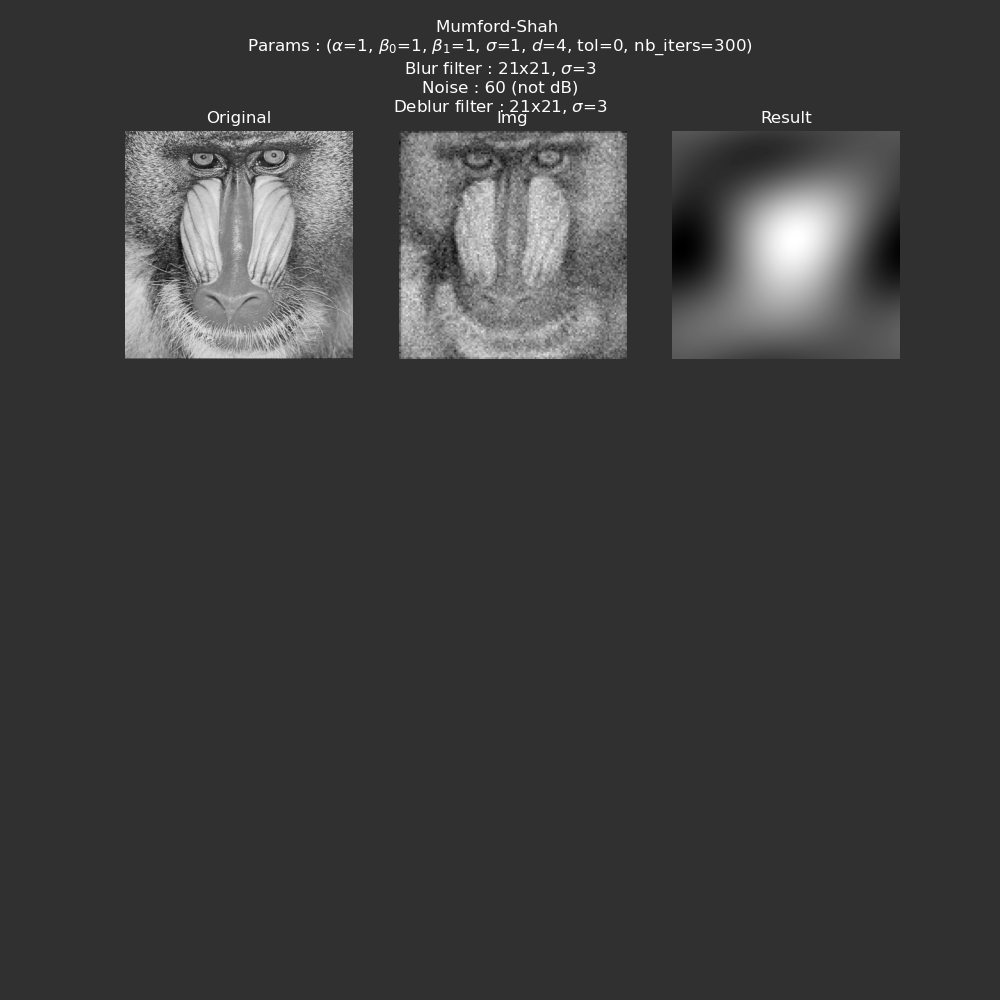 Mumford-Shah
Params : (α=1, β₀=1, β₁=1, σ=1, d=4, tol=0, nb_iters=300)
Blur filter : 21x21, σ=3
Noise : 60 (not dB)
Deblur filter : 21x21, σ=3
Original Img Result